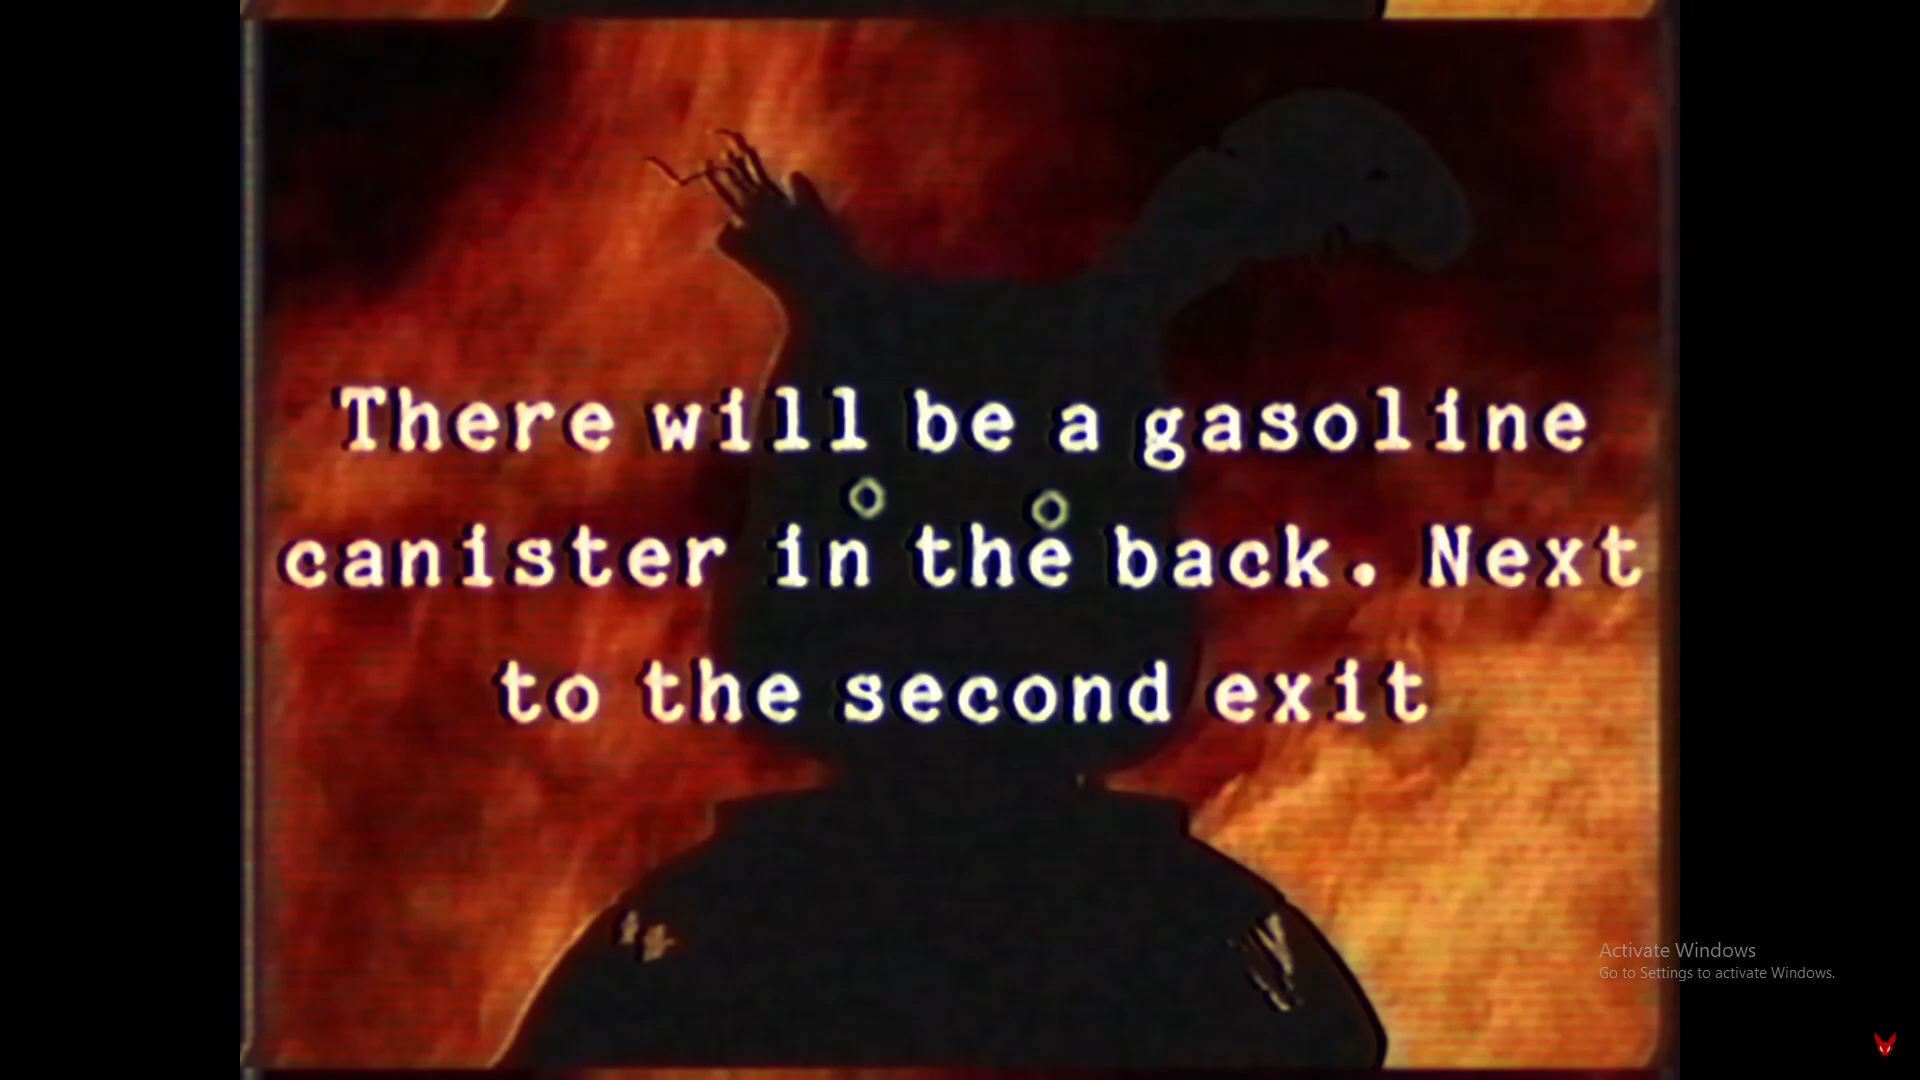 There will be a gasoline
canister in the back. Next
to the second exit
Activate Windows
Go to Settings to activate Windows.